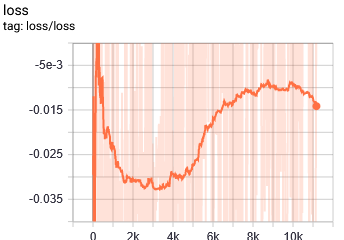 loss
tag: loss/loss
-5e-3
-0.015
-0.025
-0.035
0 2k 4k 6k 8k 10k